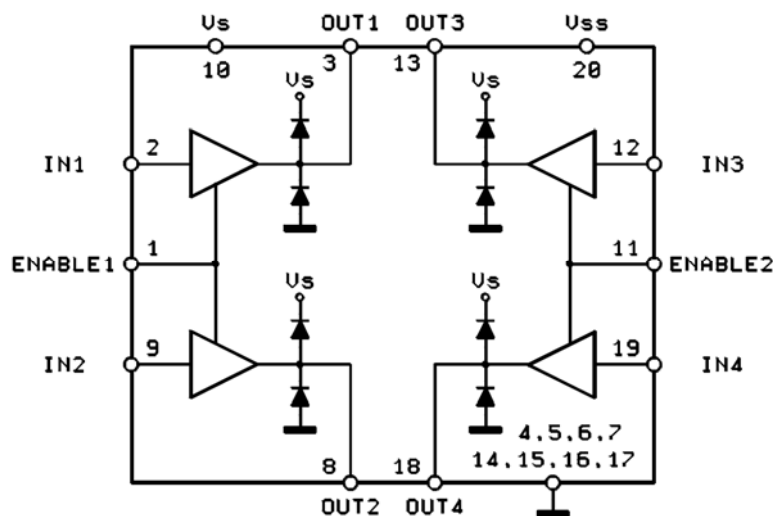 Vs OUT1 OUT3 Vss
10 3 13 20
Vs Vs
IN1 2 12 IN3
ENABLE1 1 11 ENABLE2
Vs Vs
IN2 9 19 IN4
4,5,6,7
8 18 14,15,16,17
OUT2 OUT4